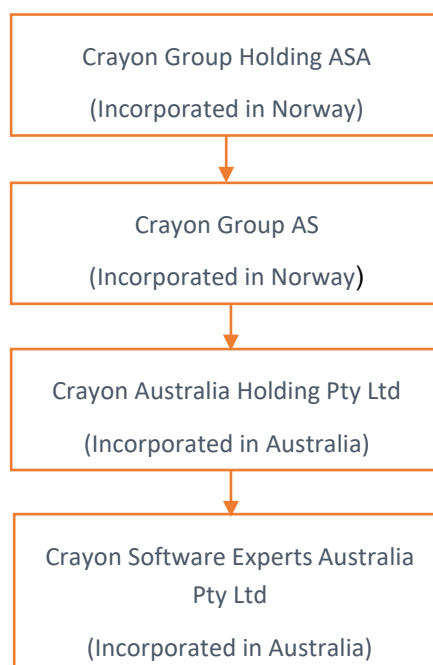 Crayon Group Holding ASA
(Incorporated in Norway)
Crayon Group AS
(Incorporated in Norway)
Crayon Australia Holding Pty Ltd
(Incorporated in Australia)
Crayon Software Experts Australia
Pty Ltd
(Incorporated in Australia)